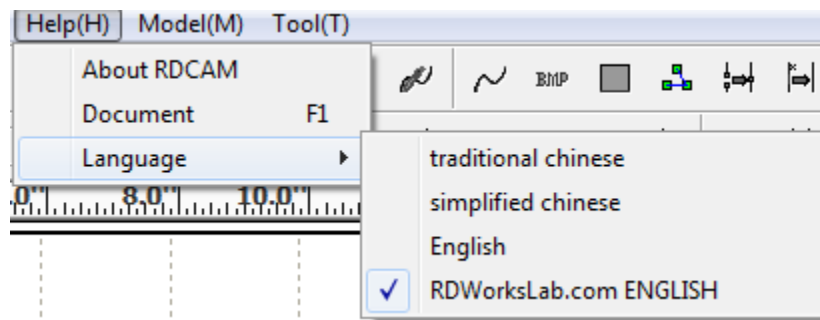 Help(H) Model(M) Tool(T)
About RDCAM
Document F1
Language
BMP
traditional chinese
simplified chinese
English
RDWorksLab.com ENGLISH
.0" 8.0" 10.0"